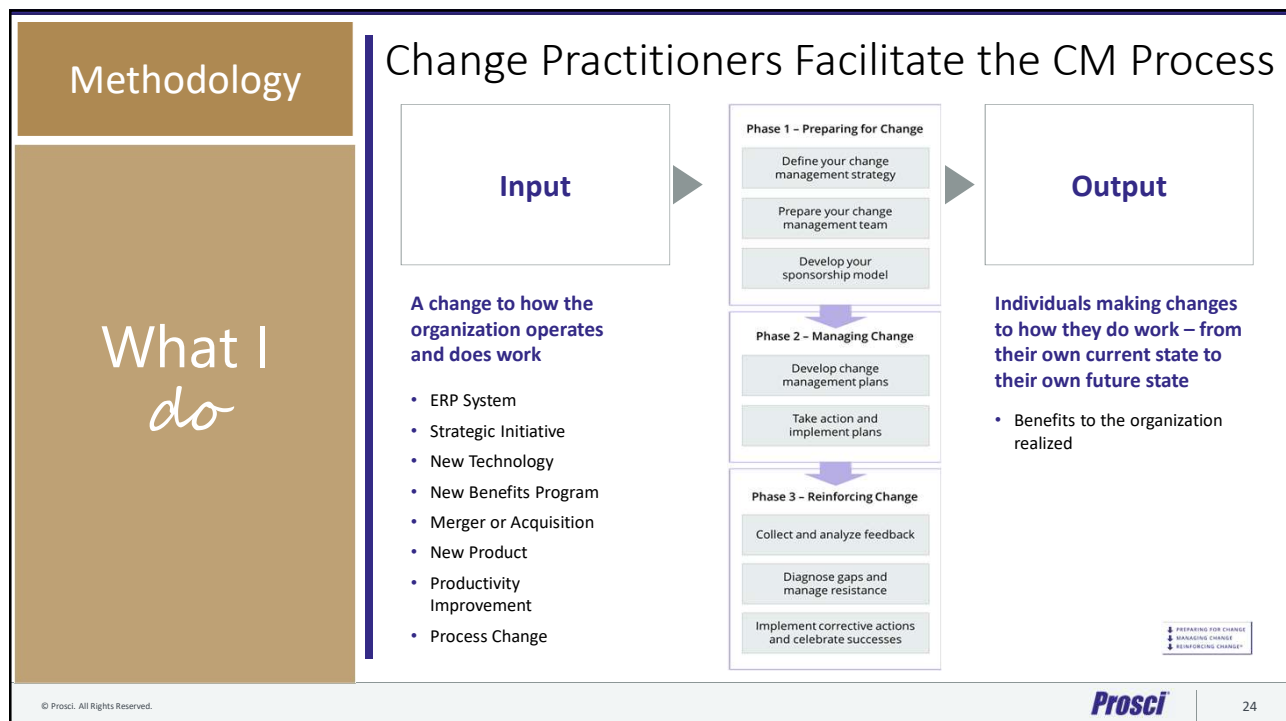 Methodology
What I
do
Change Practitioners Facilitate the CM Process
Input
A change to how the
organization operates
and does work
• ERP System
• Strategic Initiative
• New Technology
• New Benefits Program
• Merger or Acquisition
• New Product
• Productivity
Improvement
• Process Change
Phase 1 – Preparing for Change
Define your change
management strategy
Prepare your change
management team
Develop your
sponsorship model
Phase 2 – Managing Change
Develop change
management plans
Take action and
implement plans
Phase 3 – Reinforcing Change
Collect and analyze feedback
Diagnose gaps and
manage resistance
Implement corrective actions
and celebrate successes
Output
Individuals making changes
to how they do work – from
their own current state to
their own future state
• Benefits to the organization
realized
PREPARING FOR CHANGE
MANAGING CHANGE
REINFORCING CHANGE®
© Prosci. All Rights Reserved.
Prosci
24